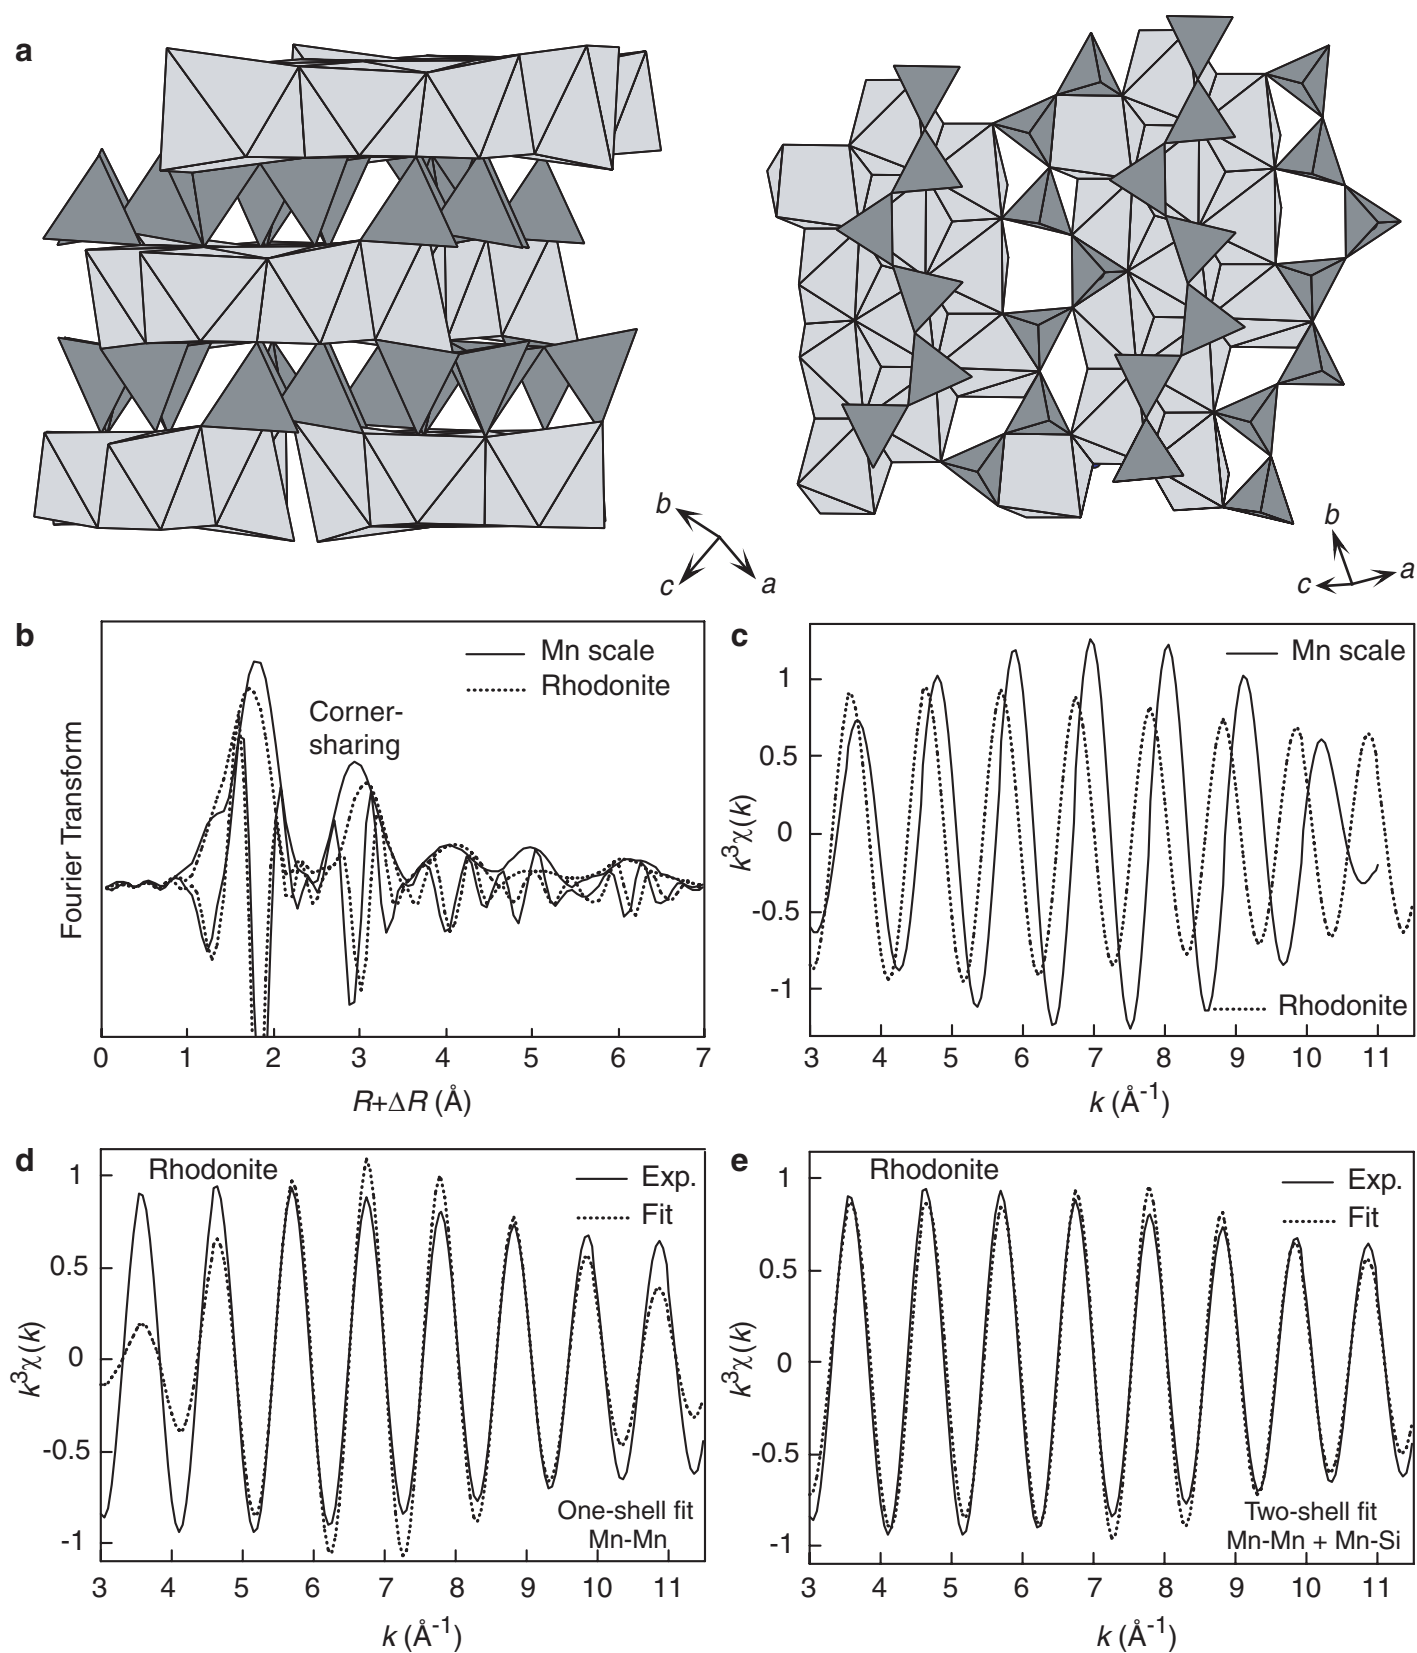 a
b
c
a
b
c
a
b
Mn scale
Rhodonite
Corner-
sharing
Fourier Transform
0 1 2 3 4 5 6 7
R+ΔR (Å)
c
Mn scale
Rhodonite
k³χ(k)
1
0.5
0
-0.5
-1
3 4 5 6 7 8 9 10 11
k (Å⁻¹)
d
Rhodonite
Exp.
Fit
One-shell fit
Mn-Mn
k³χ(k)
1
0.5
0
-0.5
-1
3 4 5 6 7 8 9 10 11
k (Å⁻¹)
e
Rhodonite
Exp.
Fit
Two-shell fit
Mn-Mn + Mn-Si
k³χ(k)
1
0.5
0
-0.5
-1
3 4 5 6 7 8 9 10 11
k (Å⁻¹)